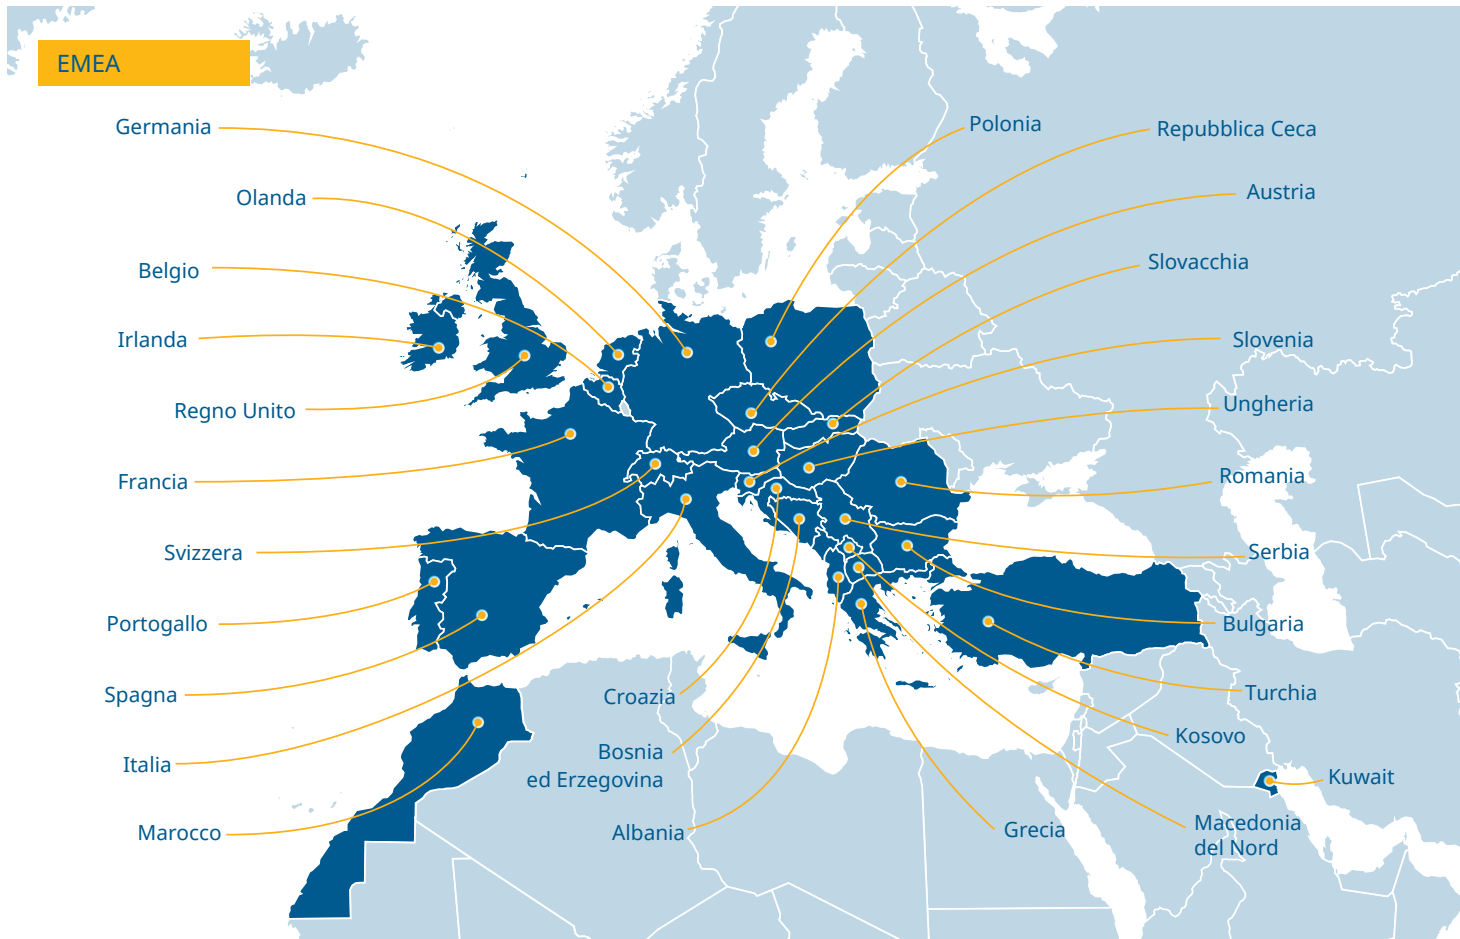 EMEA
Germania
Olanda
Belgio
Irlanda
Regno Unito
Francia
Svizzera
Portogallo
Spagna
Italia
Marocco
Croazia
Bosnia
ed Erzegovina
Albania
Polonia
Repubblica Ceca
Austria
Slovacchia
Slovenia
Ungheria
Romania
Serbia
Bulgaria
Turchia
Kosovo
Kuwait
Grecia
Macedonia
del Nord